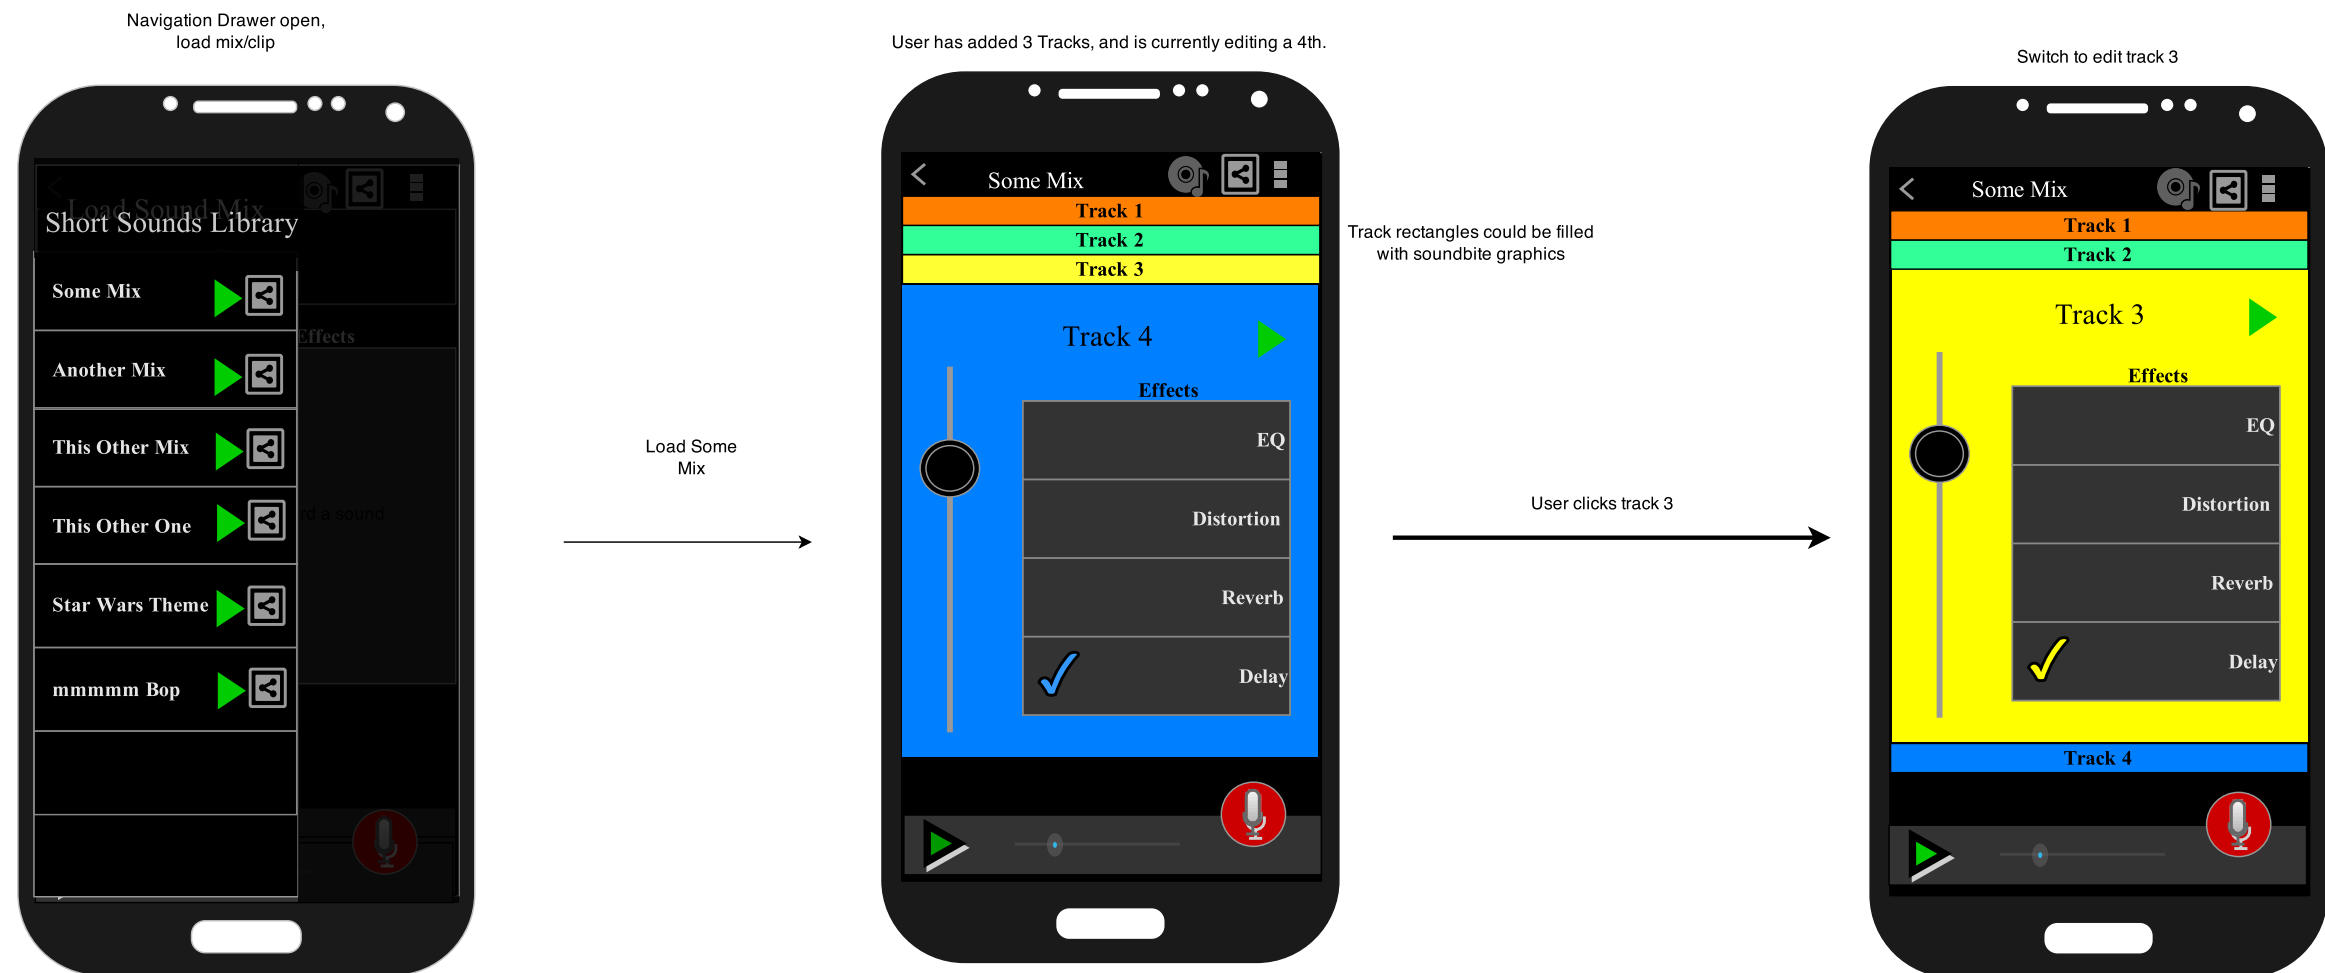 Navigation Drawer open,
load mix/clip
Load Sound Mix
Short Sounds Library
Some Mix
Another Mix
This Other Mix
This Other One
Star Wars Theme
mmmmm Bop
Effects
rd a sound
Load Some
Mix
User has added 3 Tracks, and is currently editing a 4th.
Some Mix
Track 1
Track 2
Track 3
Track 4
Effects
EQ
Distortion
Reverb
Delay
Track rectangles could be filled
with soundbite graphics
User clicks track 3
Switch to edit track 3
Some Mix
Track 1
Track 2
Track 3
Effects
EQ
Distortion
Reverb
Delay
Track 4